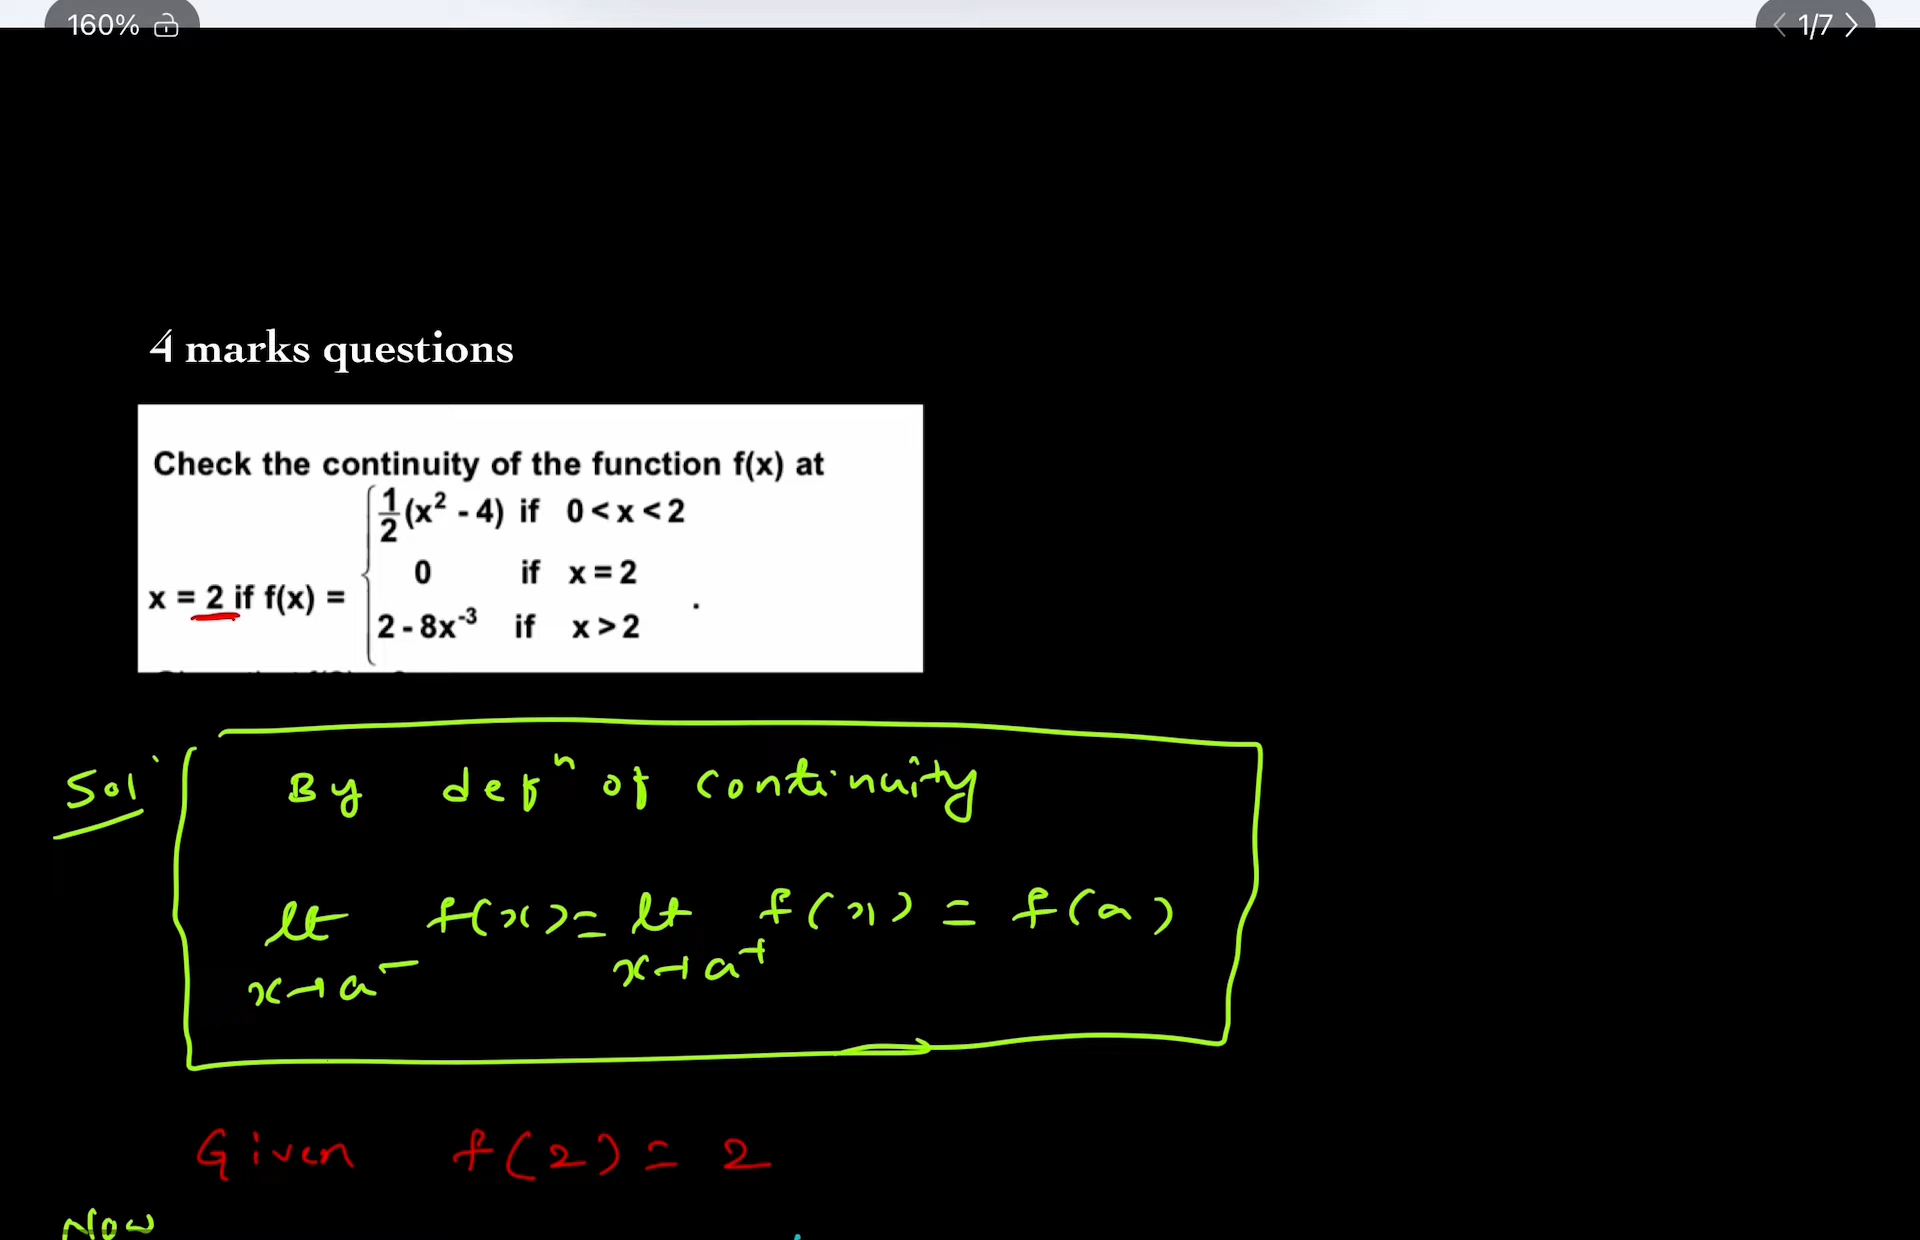 160%
1/7
4 marks questions
Check the continuity of the function f(x) at
x = 2 if f(x) = { 1/2 (x² - 4) if 0 < x < 2
0 if x = 2
2 - 8x⁻³ if x > 2 .
Sol
By defⁿ of continuity
lt f(x) = lt f(x) = f(a)
x→a⁻ x→a⁺
Given f(2) = 2
Now